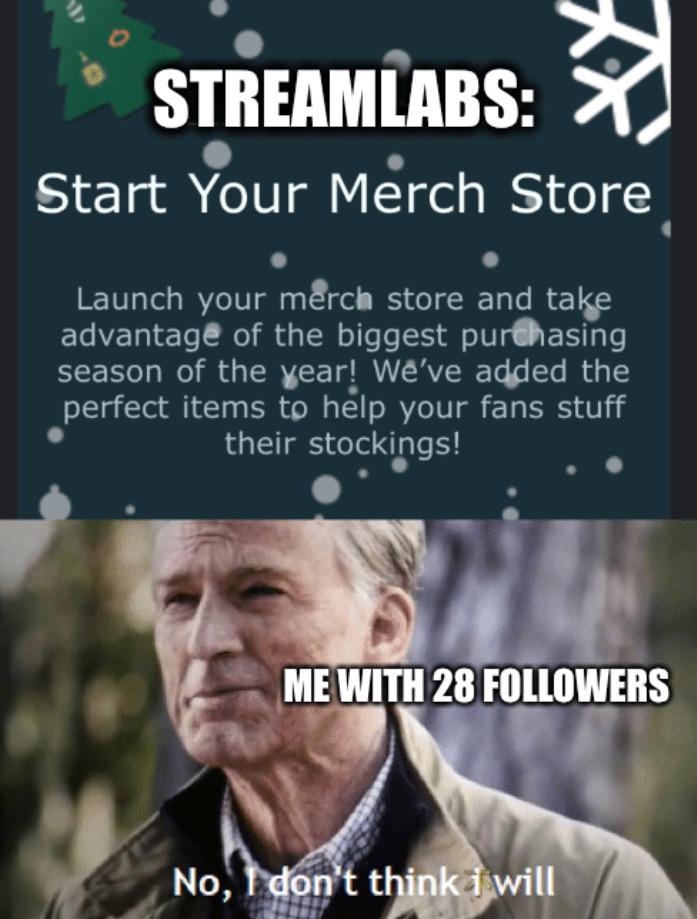 STREAMLABS:
Start Your Merch Store
Launch your merch store and take
advantage of the biggest purchasing
season of the year! We've added the
perfect items to help your fans stuff
their stockings!
ME WITH 28 FOLLOWERS
No, I don't think i will